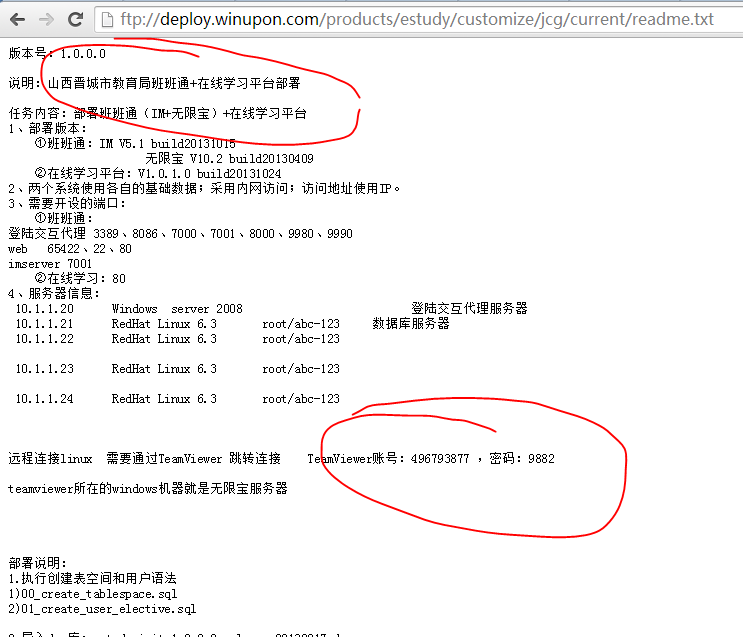 ftp://deploy.winupon.com/products/estudy/customize/jcg/current/readme.txt
版本号：1.0.0.0
说明：山西晋城市教育局班班通+在线学习平台部署
任务内容：部署班班通（IM+无限宝）+在线学习平台
1、部署版本：
①班班通：IM V5.1 build20131015
无限宝 V10.2 build20130409
②在线学习平台：V1.0.1.0 build20131024
2、两个系统使用各自的基础数据；采用内网访问；访问地址使用IP。
3、需要开设的端口：
①班班通：
登陆交互代理 3389、8086、7000、7001、8000、9980、9990
web 65422、22、80
imserver 7001
②在线学习：80
4、服务器信息：
10.1.1.20 Windows server 2008 登陆交互代理服务器
10.1.1.21 RedHat Linux 6.3 root/abc-123 数据库服务器
10.1.1.22 RedHat Linux 6.3 root/abc-123
10.1.1.23 RedHat Linux 6.3 root/abc-123
10.1.1.24 RedHat Linux 6.3 root/abc-123
远程连接linux 需要通过TeamViewer 跳转连接 TeamViewer账号：496793877 ，密码：9882
teamviewer所在的windows机器就是无限宝服务器
部署说明：
1.执行创建表空间和用户语法
1)00_create_tablespace.sql
2)01_create_user_elective.sql